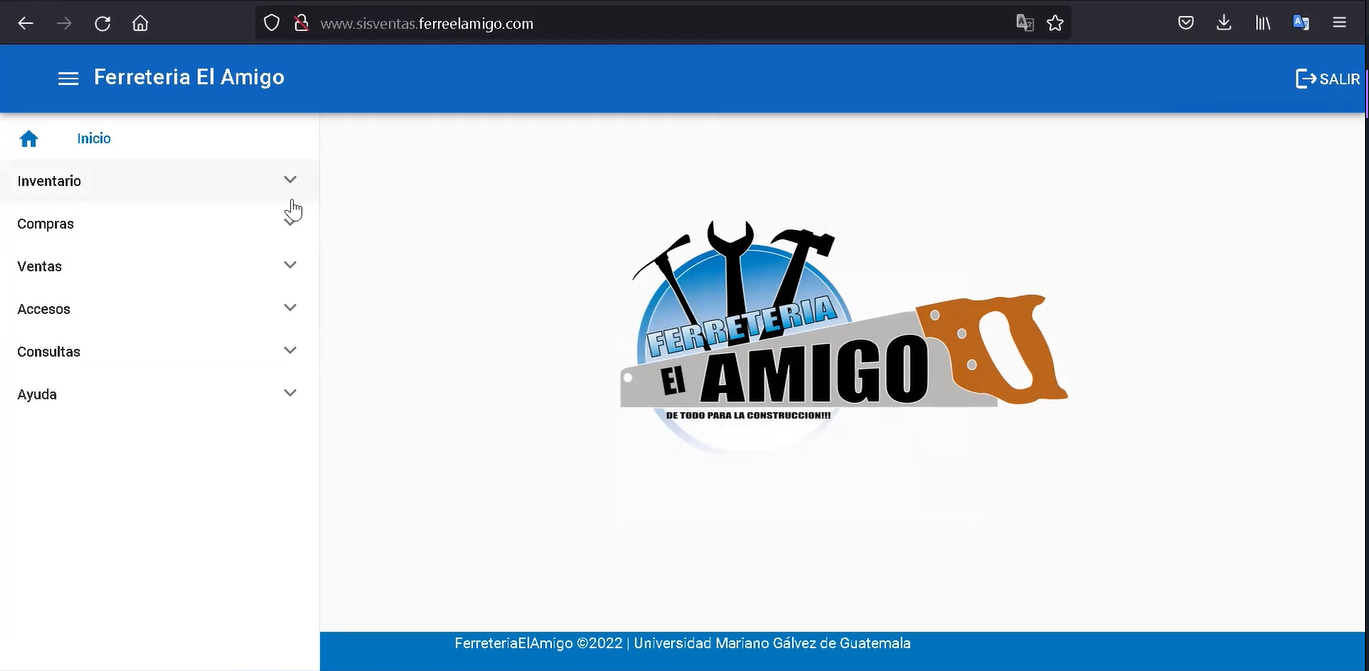 www.sisventas.ferreelamigo.com
Ferreteria El Amigo
SALIR
Inicio
Inventario
Compras
Ventas
Accesos
Consultas
Ayuda
FERRETERIA
El AMIGO
DE TODO PARA LA CONSTRUCCION!!!
FerreteriaElAmigo ©2022 | Universidad Mariano Gálvez de Guatemala